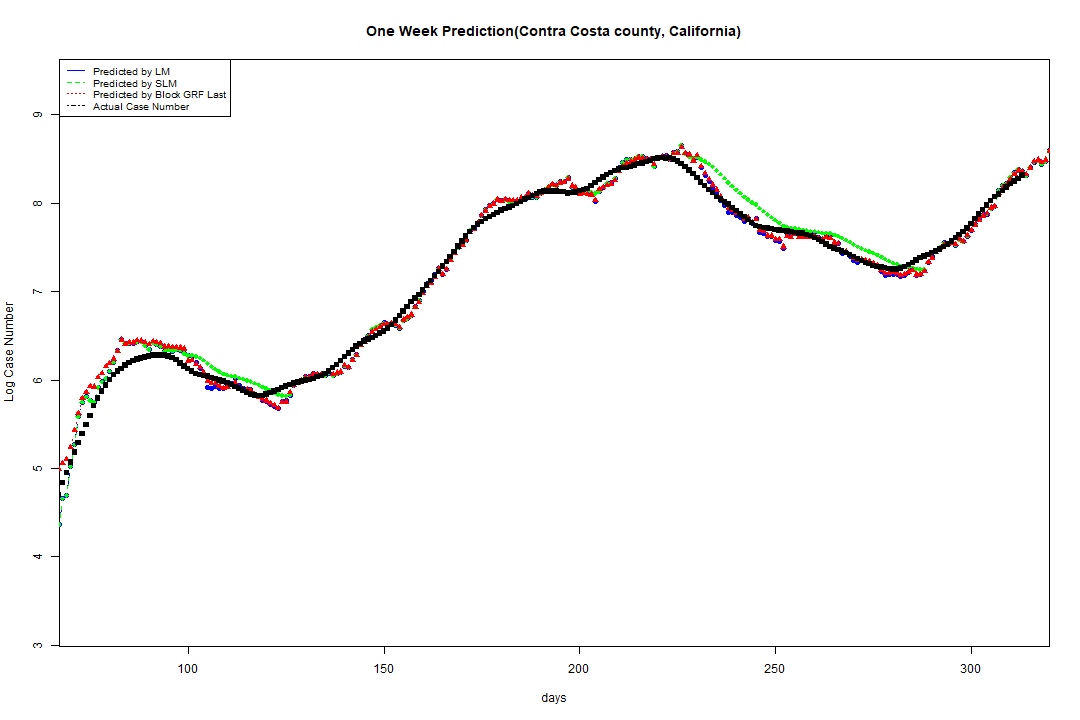 One Week Prediction(Contra Costa county, California)
Predicted by LM
Predicted by SLM
Predicted by Block GRF Last
Actual Case Number
Log Case Number
9
8
7
6
5
4
3
100 150 200 250 300
days